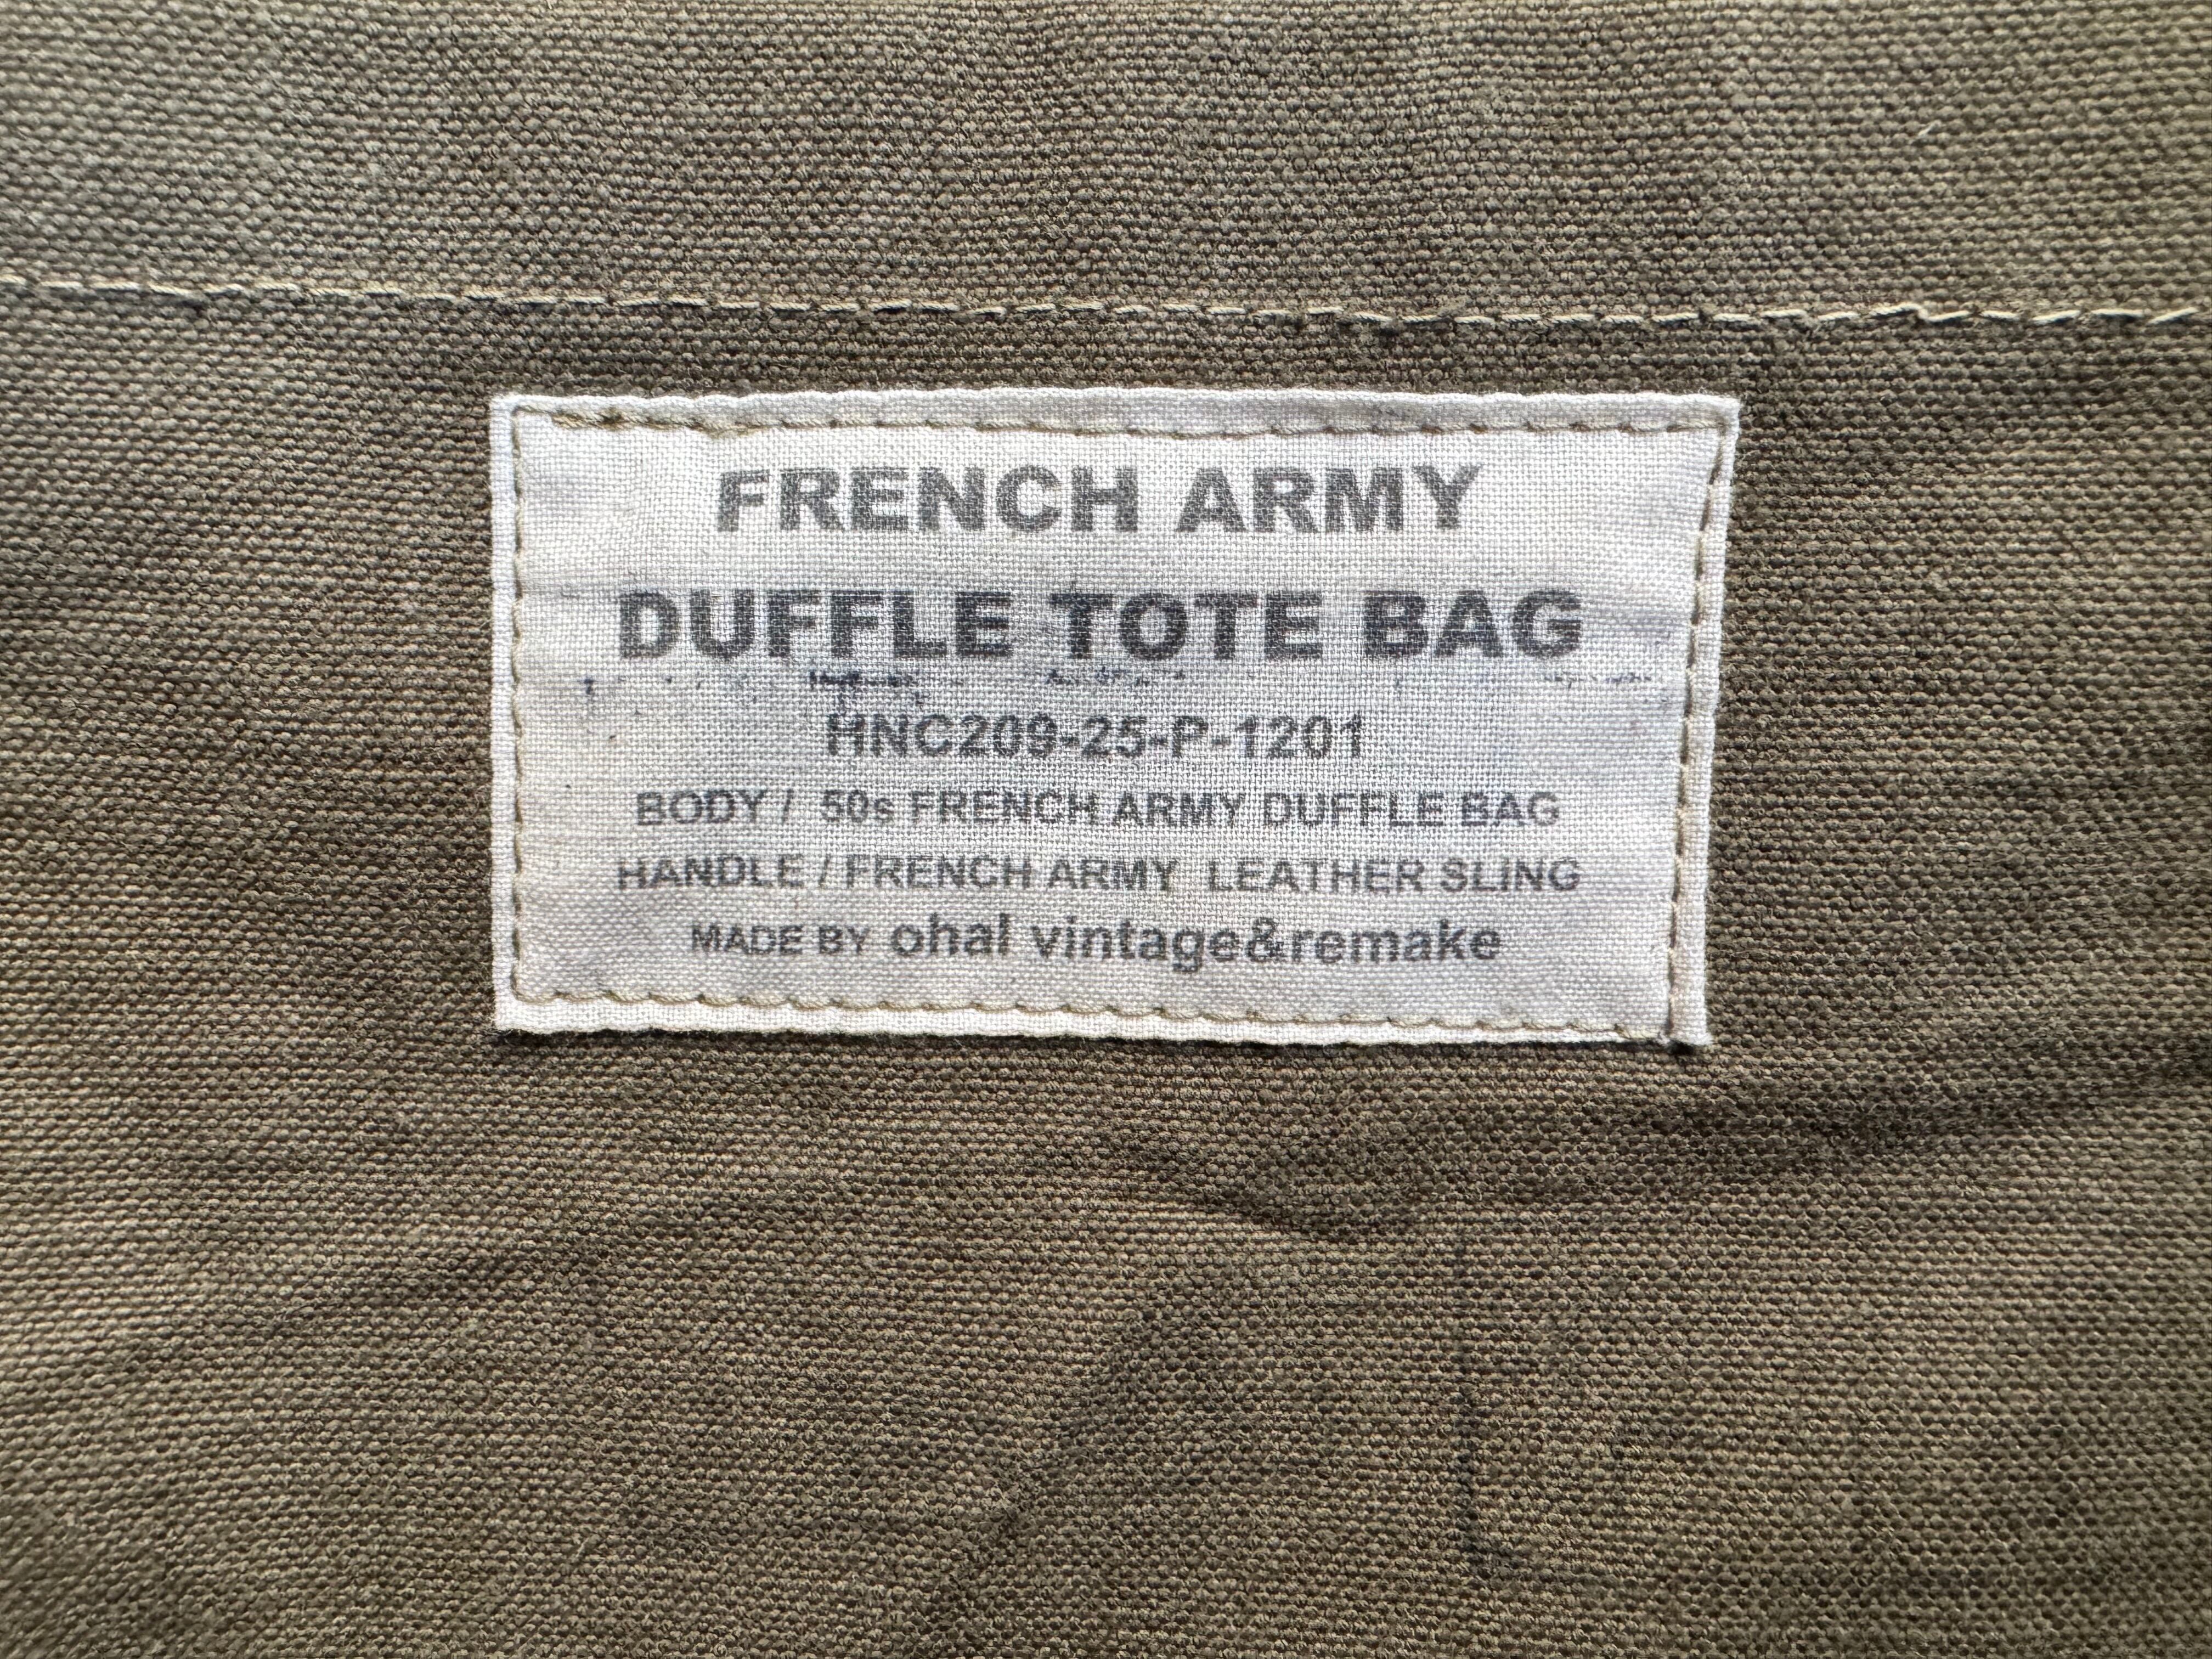 FRENCH ARMY
DUFFLE TOTE BAG
HNC209-25-P-1201
BODY / 50s FRENCH ARMY DUFFLE BAG
HANDLE / FRENCH ARMY LEATHER SLING
MADE BY ohal vintage&remake